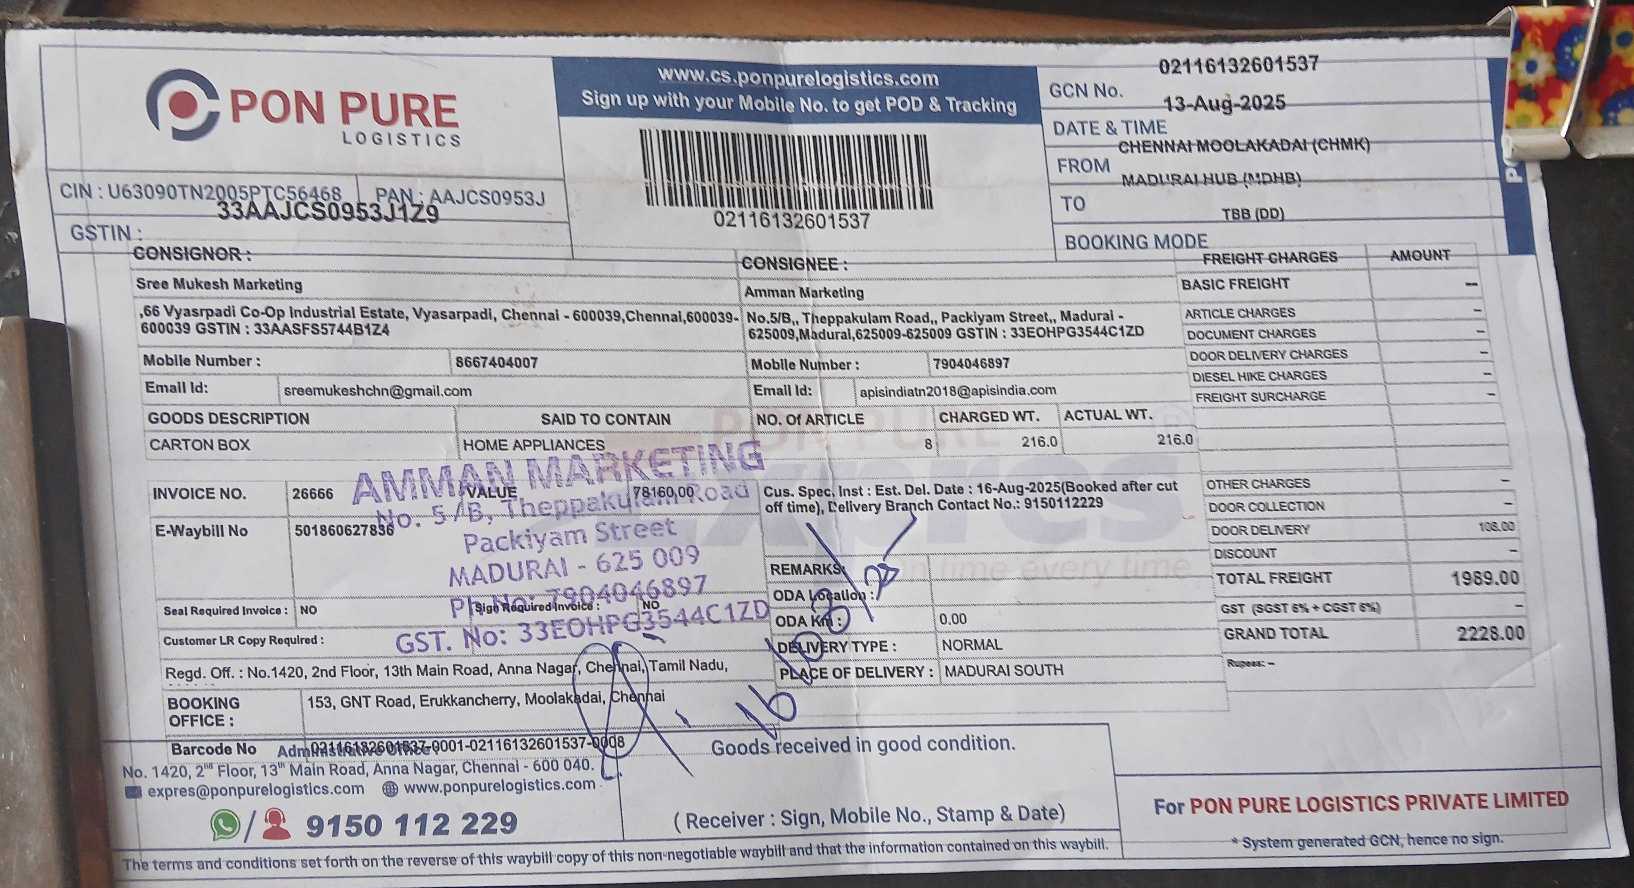 PON PURE
LOGISTICS
www.cs.ponpurelogistics.com
Sign up with your Mobile No. to get POD & Tracking
02116132601537
GCN No. 02116132601537
DATE & TIME 13-Aug-2025
FROM CHENNAI MOOLAKADAI (CHMK)
TO MADURAI HUB (MDHB)
BOOKING MODE TBB (DD)
CIN : U63090TN2005PTC56468 PAN : AAJCS0953J
GSTIN : 33AAJCS0953J1Z9
CONSIGNOR :
Sree Mukesh Marketing
,66 Vyasrpadi Co-Op Industrial Estate, Vyasarpadi, Chennai - 600039,Chennai,600039-
600039 GSTIN : 33AASFS5744B1Z4
Mobile Number : 8667404007
Email Id: sreemukeshchn@gmail.com
CONSIGNEE :
Amman Marketing
No.5/B,, Theppakulam Road,, Packiyam Street,, Madurai -
625009,Madurai,625009-625009 GSTIN : 33EOHPG3544C1ZD
Mobile Number : 7904046897
Email Id: apisindiatn2018@apisindia.com
GOODS DESCRIPTION SAID TO CONTAIN NO. Of ARTICLE CHARGED WT. ACTUAL WT.
CARTON BOX HOME APPLIANCES 8 216.0 216.0
INVOICE NO. 26666 VALUE 78160.00
E-Waybill No 501860627836
Seal Required Invoice : NO Sign Required Invoice : NO
Customer LR Copy Required :
AMMAN MARKETING
No. 5/B, Theppakulam Road
Packiyam Street
MADURAI - 625 009
Ph No: 7904046897
GST. No: 33EOHPG3544C1ZD
Cus. Spec. Inst : Est. Del. Date : 16-Aug-2025(Booked after cut
off time), Delivery Branch Contact No.: 9150112229
REMARKS:
ODA Location :
ODA Km : 0.00
DELIVERY TYPE : NORMAL
PLACE OF DELIVERY : MADURAI SOUTH
FREIGHT CHARGES AMOUNT
BASIC FREIGHT --
ARTICLE CHARGES -
DOCUMENT CHARGES -
DOOR DELIVERY CHARGES -
DIESEL HIKE CHARGES -
FREIGHT SURCHARGE -
OTHER CHARGES -
DOOR COLLECTION -
DOOR DELIVERY 108.00
DISCOUNT -
TOTAL FREIGHT 1989.00
GST (SGST 6% + CGST 6%) -
GRAND TOTAL 2228.00
Rupees: -
Regd. Off. : No.1420, 2nd Floor, 13th Main Road, Anna Nagar, Chennai, Tamil Nadu,
BOOKING OFFICE : 153, GNT Road, Erukkancherry, Moolakadai, Chennai
Barcode No 02116132601537-0001-02116132601537-0008
No. 1420, 2nd Floor, 13th Main Road, Anna Nagar, Chennai - 600 040.
expres@ponpurelogistics.com www.ponpurelogistics.com
9150 112 229
Goods received in good condition.
(Receiver : Sign, Mobile No., Stamp & Date)
For PON PURE LOGISTICS PRIVATE LIMITED
* System generated GCN, hence no sign.
The terms and conditions set forth on the reverse of this waybill copy of this non-negotiable waybill and that the information contained on this waybill.